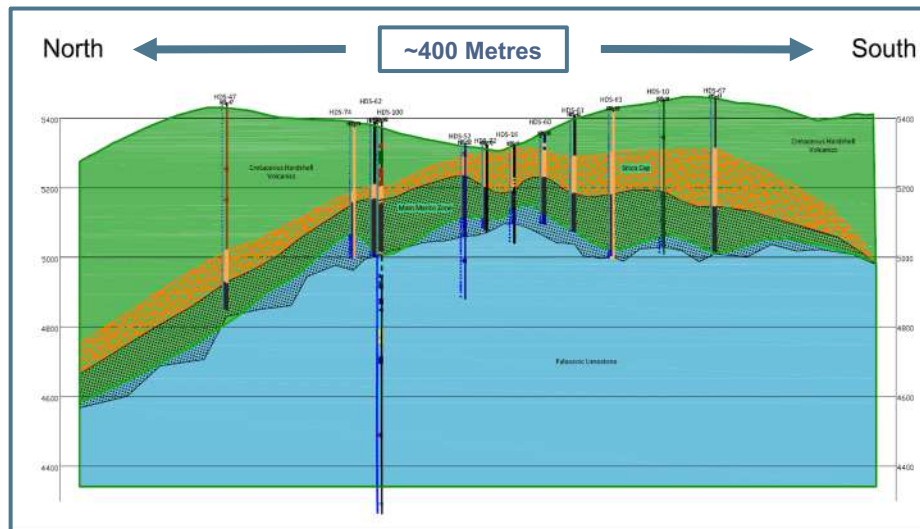 North
~400 Metres
South
HDS-47
HDS-74
HDS-62
HDS-100
HDS-53
HDS-16
HDS-60
HDS-63
HDS-10
HDS-67
5400
5400
5200
5200
5000
4800
4800
4600
4600
4400
4400
Cretaceous Hardshell
Volcanics
Cretaceous Hardshell
Volcanics
Silica Cap
Main Manto Zone
Paleozoic Limestone